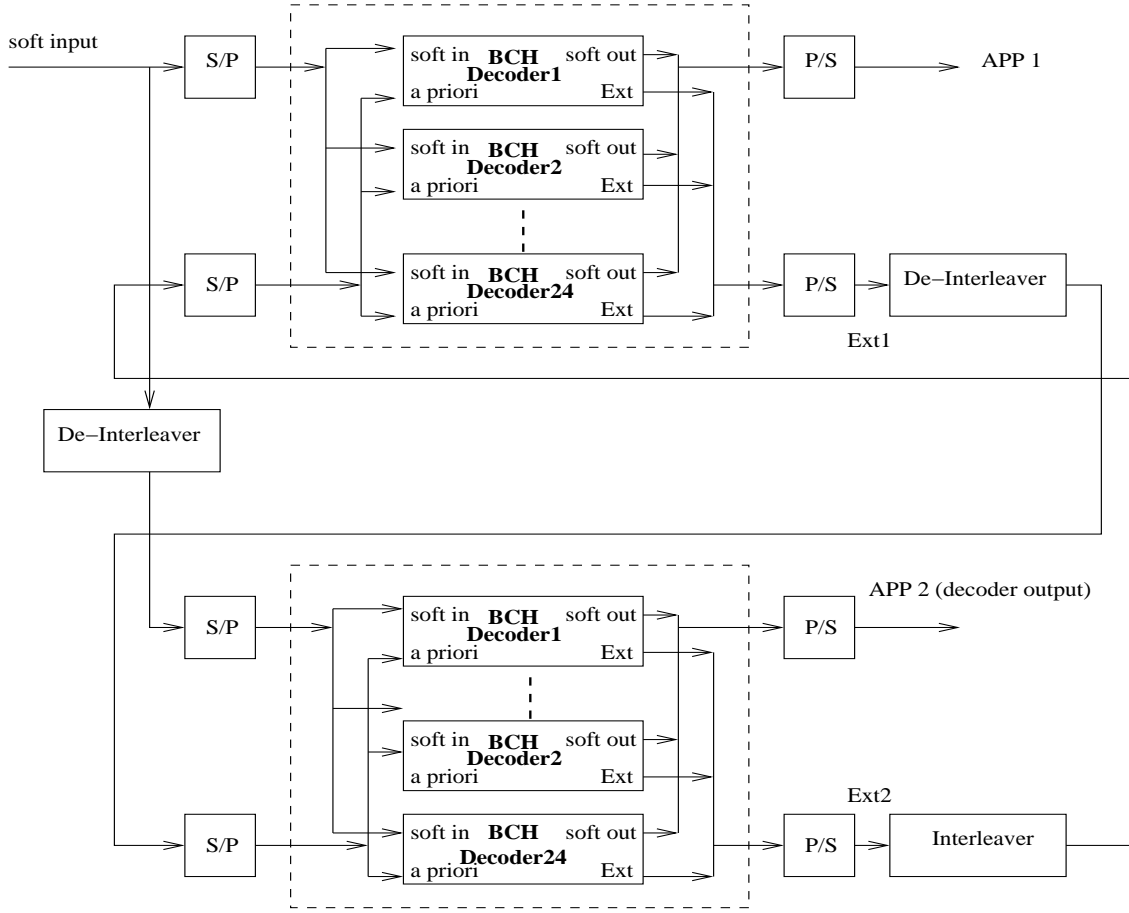 soft input
S/P
soft in BCH soft out
Decoder1
a priori Ext
P/S
APP 1
soft in BCH soft out
Decoder2
a priori Ext
S/P
soft in BCH soft out
Decoder24
a priori Ext
P/S
De−Interleaver
Ext1
De−Interleaver
S/P
soft in BCH soft out
Decoder1
a priori Ext
P/S
APP 2 (decoder output)
soft in BCH soft out
Decoder2
a priori Ext
S/P
soft in BCH soft out
Decoder24
a priori Ext
P/S
Ext2
Interleaver